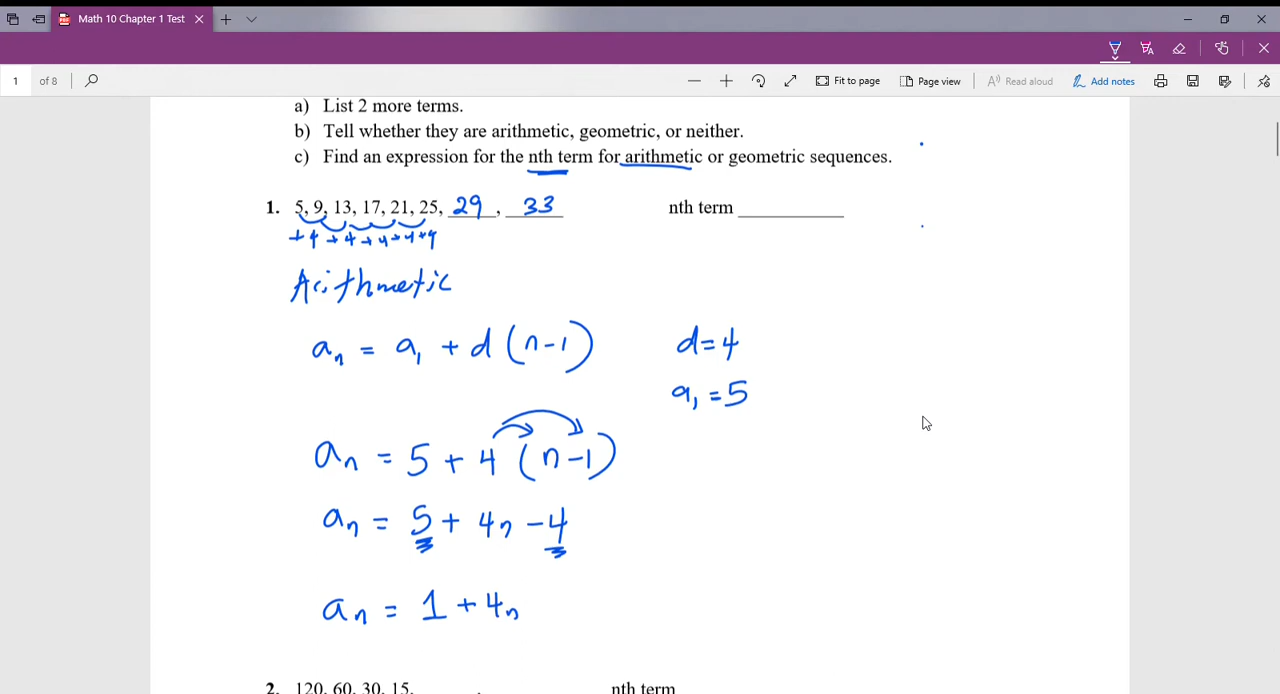 Math 10 Chapter 1 Test
1 of 8 Fit to page Page view Read aloud Add notes
a) List 2 more terms.
b) Tell whether they are arithmetic, geometric, or neither.
c) Find an expression for the nth term for arithmetic or geometric sequences.
1. 5, 9, 13, 17, 21, 25, 29, 33 nth term
+4 +4 +4 +4 +4
Arithmetic
aₙ = a₁ + d (n-1) d=4
a₁ = 5
aₙ = 5 + 4 (n-1)
aₙ = 5 + 4n - 4
aₙ = 1 + 4n
2. 120, 60, 30, 15, nth term